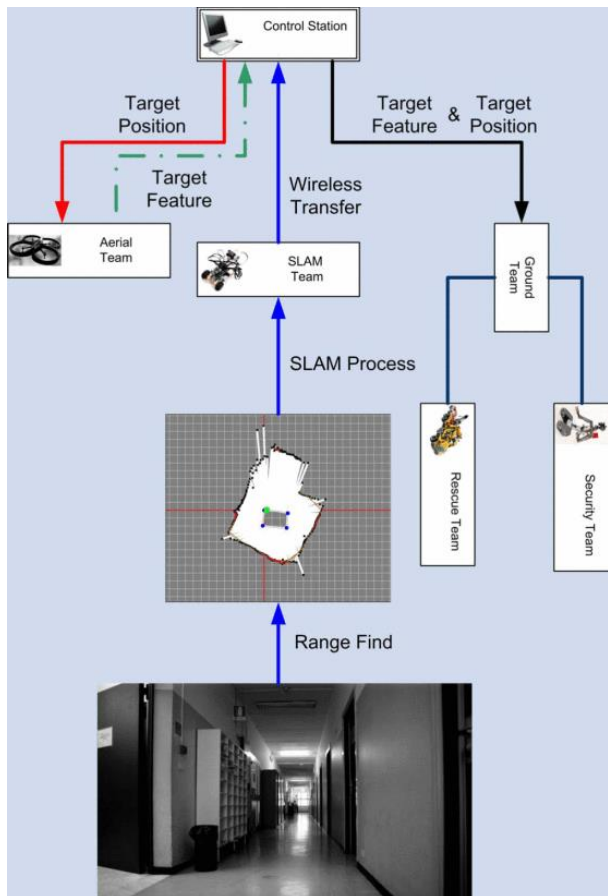 Control Station
Target
Position
Target
Feature
&
Target
Position
Target
Feature
Wireless
Transfer
Aerial
Team
SLAM
Team
Ground
Team
SLAM Process
Rescue Team
Security Team
Range Find